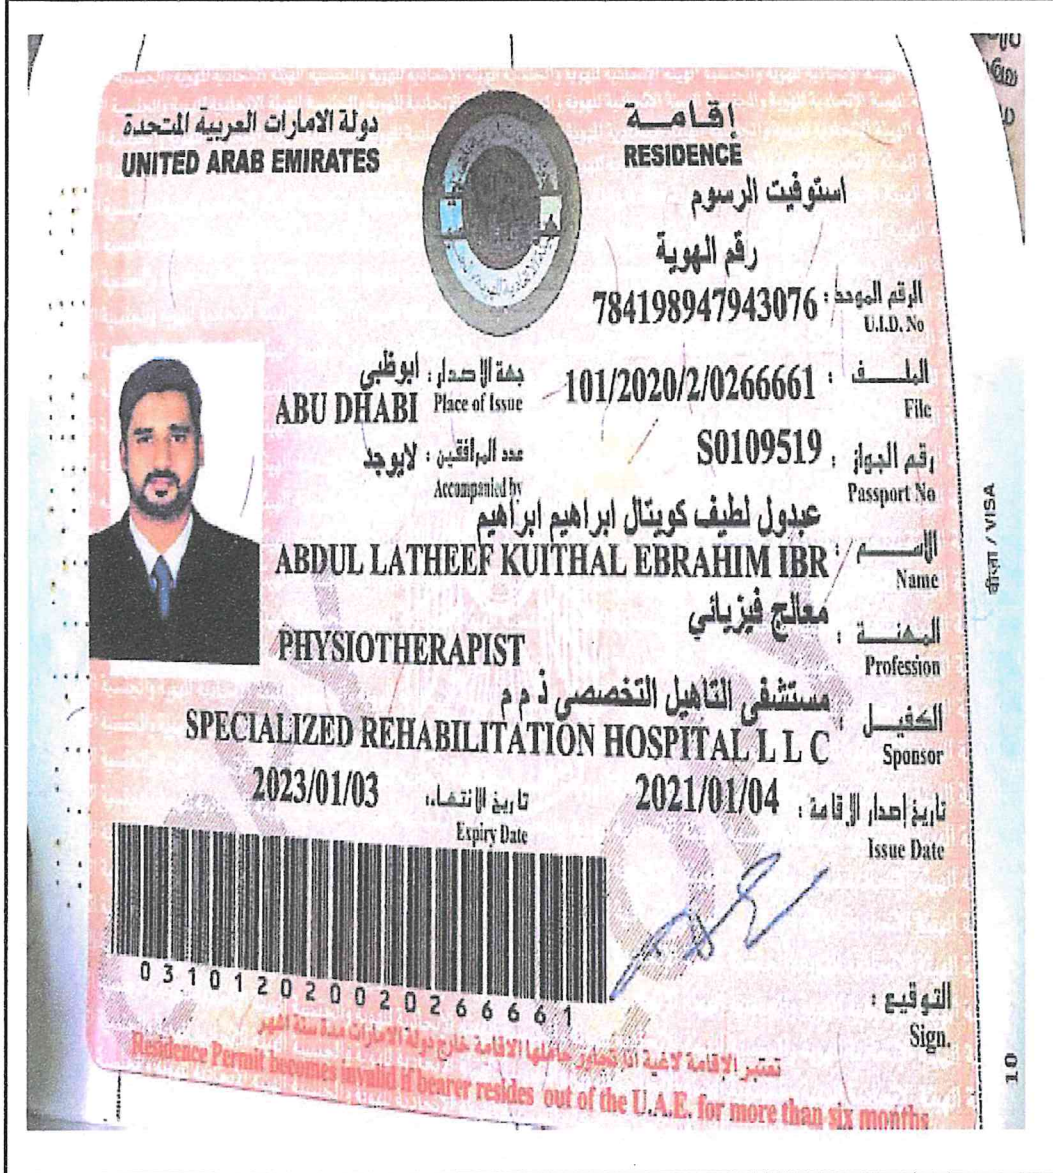 دولة الامارات العربية المتحدة
UNITED ARAB EMIRATES
إقامة
RESIDENCE
استوفيت الرسوم
رقم الهوية
الرقم الموحد : 784198947943076
U.I.D. No
الملف : 101/2020/2/0266661
File
جهة الاصدار : أبوظبي
ABU DHABI Place of Issue
رقم الجواز : S0109519
Passport No
عدد المرافقين : لايوجد
Accompanied by
عبدول لطيف كويتال ابراهيم ابراهيم
الاسم :
ABDUL LATHEEF KUITHAL EBRAHIM IBR
Name
معالج فيزيائي
المهنة :
PHYSIOTHERAPIST
Profession
مستشفى التاهيل التخصصي ذ م م
الكفيل :
SPECIALIZED REHABILITATION HOSPITAL L L C
Sponsor
تاريخ إصدار الإقامة : 2021/01/04
Issue Date
تاريخ الانتهاء : 2023/01/03
Expiry Date
03101202002026 6661
التوقيع :
Sign.
تعتبر الإقامة لاغية اذا تجاوز حاملها الاقامة خارج دولة الامارات مدة ستة اشهر
Residence Permit becomes invalid if bearer resides out of the U.A.E. for more than six months
वीज़ा / VISA
10